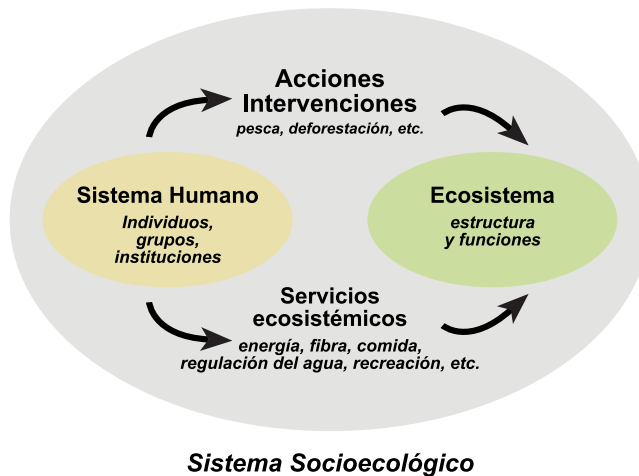 Acciones
Intervenciones
pesca, deforestación, etc.
Sistema Humano
Individuos,
grupos,
instituciones
Ecosistema
estructura
y funciones
Servicios
ecosistémicos
energía, fibra, comida,
regulación del agua, recreación, etc.
Sistema Socioecológico